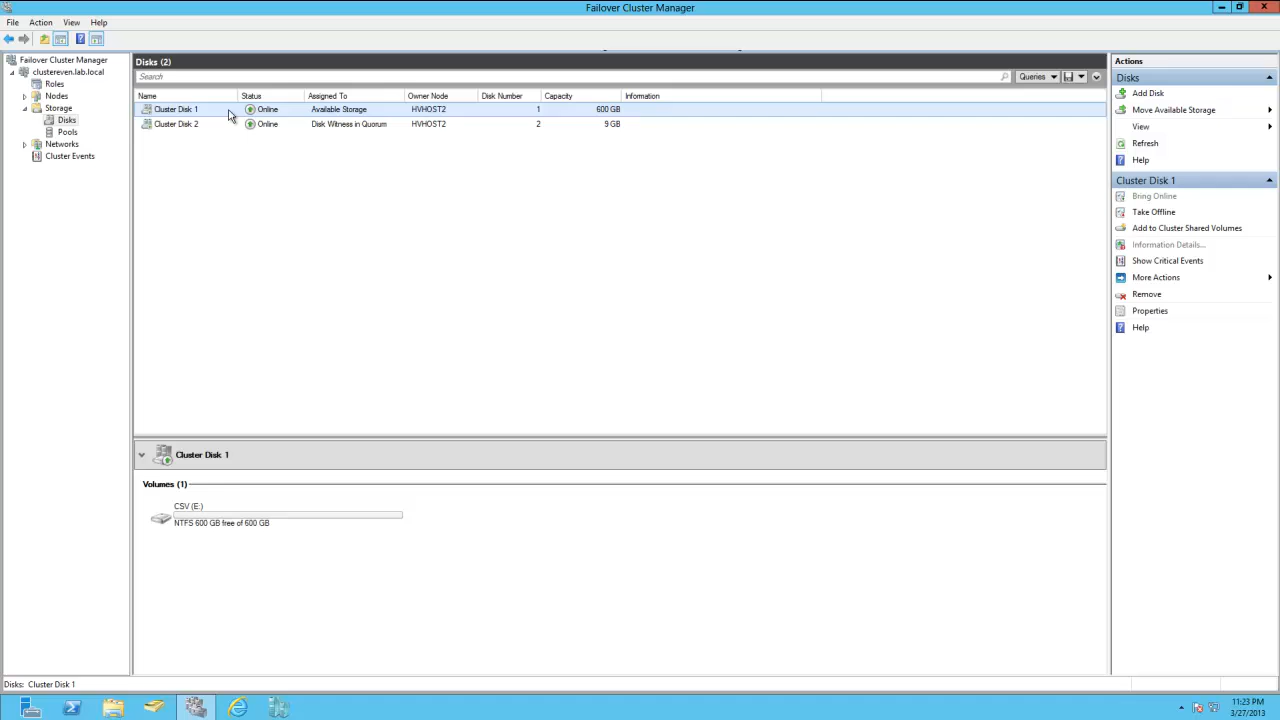 Failover Cluster Manager
File Action View Help
Failover Cluster Manager
clustereven.lab.local
Roles
Nodes
Storage
Disks
Pools
Networks
Cluster Events
Disks (2)
Search
Queries
Name Status Assigned To Owner Node Disk Number Capacity Information
Cluster Disk 1 Online Available Storage HVHOST2 1 600 GB
Cluster Disk 2 Online Disk Witness in Quorum HVHOST2 2 9 GB
Cluster Disk 1
Volumes (1)
CSV (E:)
NTFS 600 GB free of 600 GB
Actions
Disks
Add Disk
Move Available Storage
View
Refresh
Help
Cluster Disk 1
Bring Online
Take Offline
Add to Cluster Shared Volumes
Information Details...
Show Critical Events
More Actions
Remove
Properties
Help
Disks: Cluster Disk 1
11:23 PM
3/27/2013